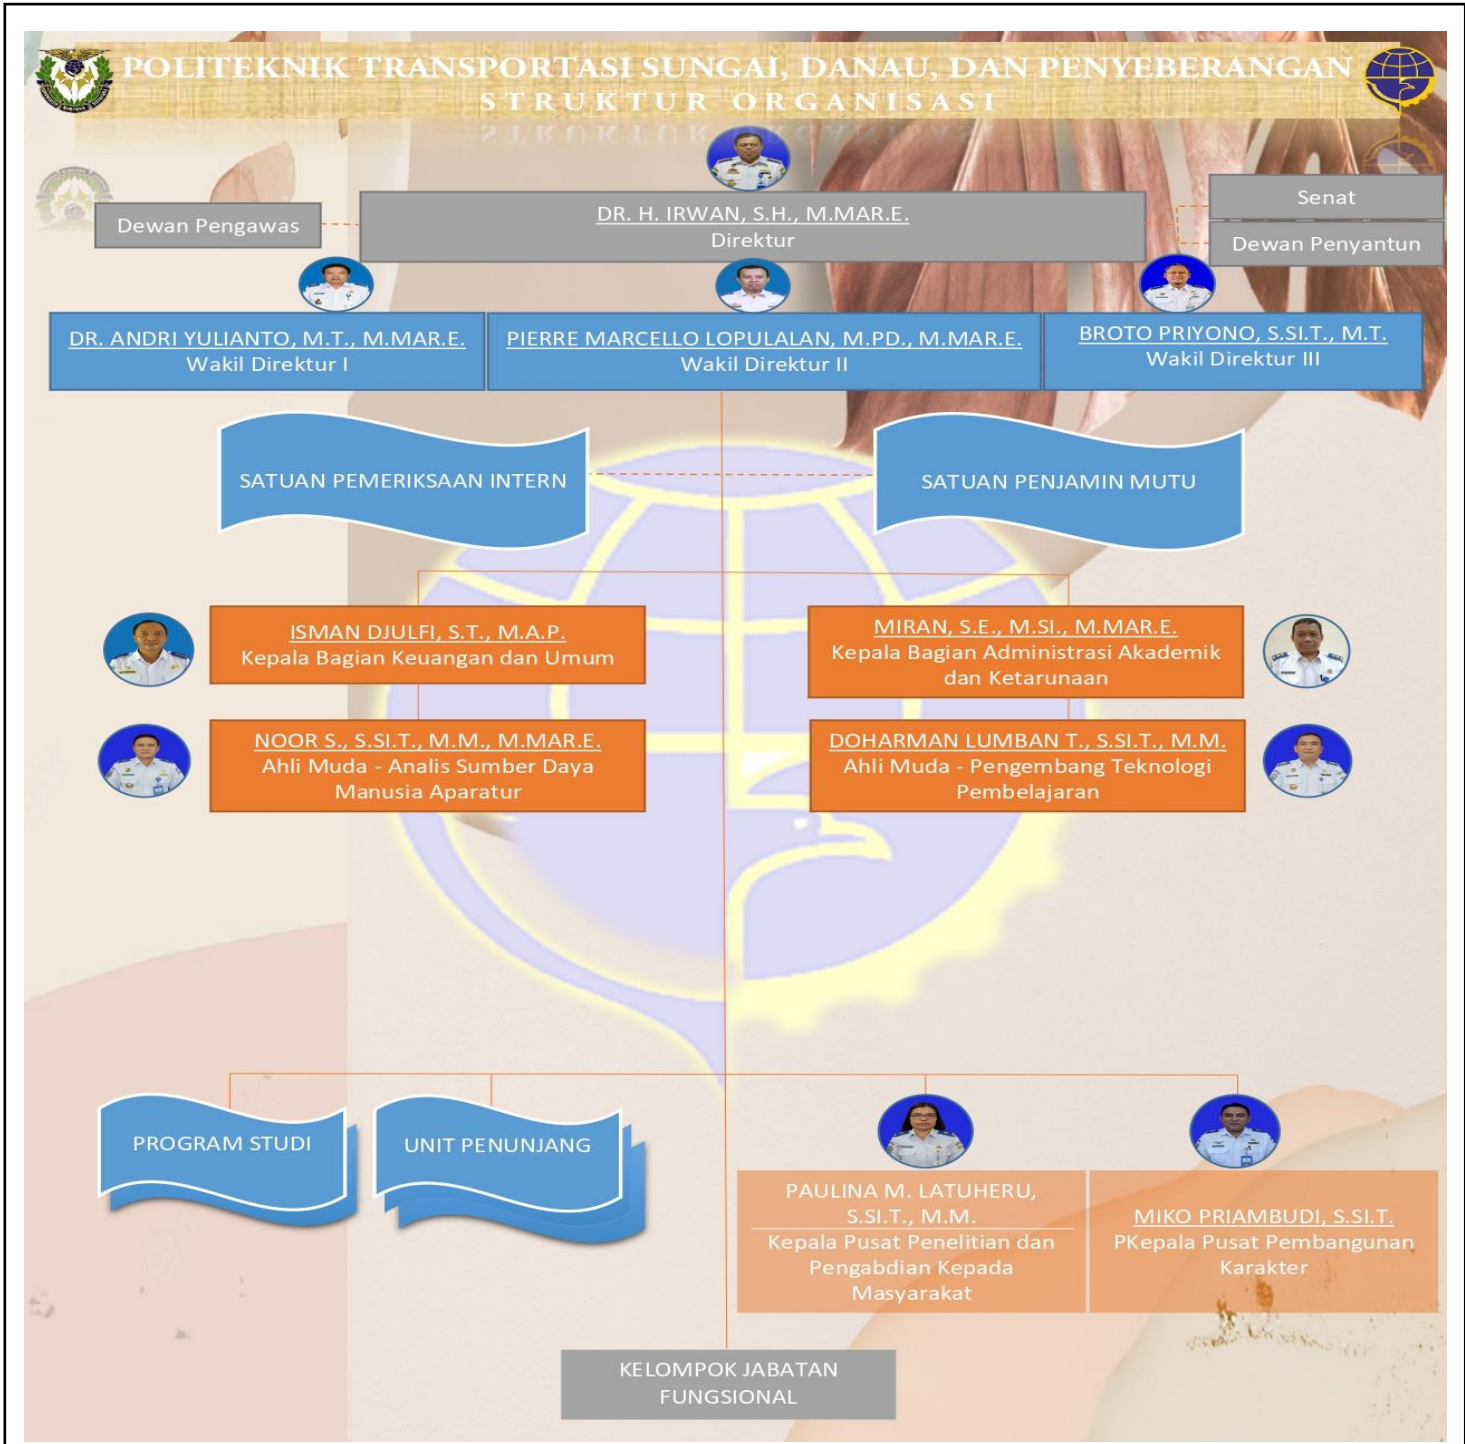 POLITEKNIK TRANSPORTASI SUNGAI, DANAU, DAN PENYEBERANGAN
STRUKTUR ORGANISASI
Dewan Pengawas
DR. H. IRWAN, S.H., M.MAR.E.
Direktur
Senat
Dewan Penyantun
DR. ANDRI YULIANTO, M.T., M.MAR.E.
Wakil Direktur I
PIERRE MARCELLO LOPULALAN, M.PD., M.MAR.E.
Wakil Direktur II
BROTO PRIYONO, S.SI.T., M.T.
Wakil Direktur III
SATUAN PEMERIKSAAN INTERN
SATUAN PENJAMIN MUTU
ISMAN DJULFI, S.T., M.A.P.
Kepala Bagian Keuangan dan Umum
MIRAN, S.E., M.SI., M.MAR.E.
Kepala Bagian Administrasi Akademik
dan Ketarunaan
NOOR S., S.SI.T., M.M., M.MAR.E.
Ahli Muda - Analis Sumber Daya
Manusia Aparatur
DOHARMAN LUMBAN T., S.SI.T., M.M.
Ahli Muda - Pengembang Teknologi
Pembelajaran
PROGRAM STUDI
UNIT PENUNJANG
PAULINA M. LATUHERU,
S.SI.T., M.M.
Kepala Pusat Penelitian dan
Pengabdian Kepada
Masyarakat
MIKO PRIAMBUDI, S.SI.T.
PKepala Pusat Pembangunan
Karakter
KELOMPOK JABATAN
FUNGSIONAL